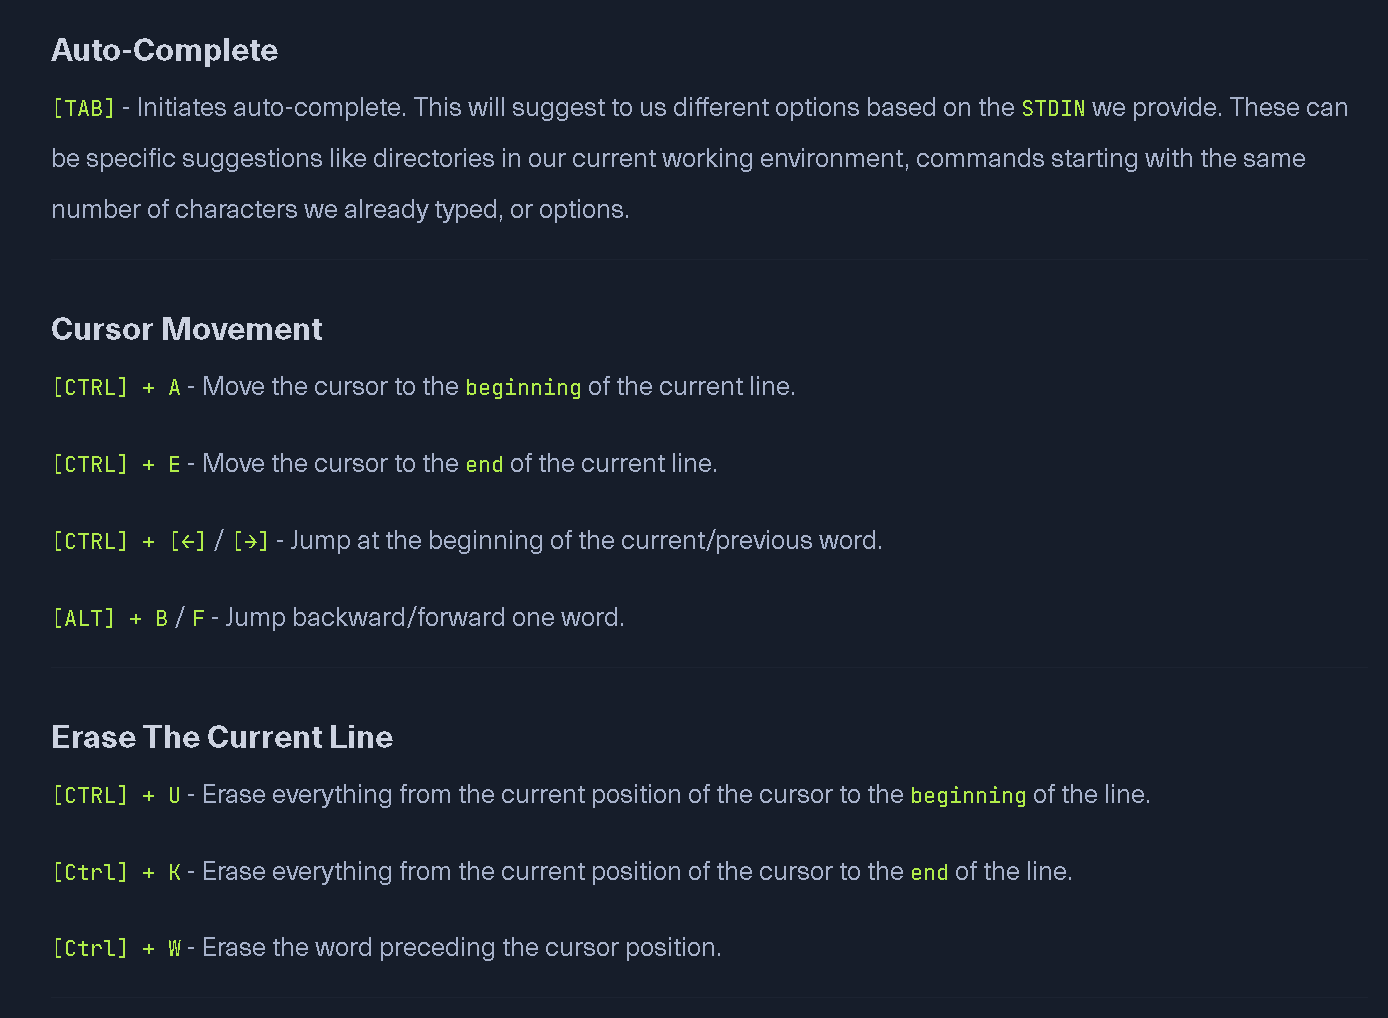 Auto-Complete
[TAB] - Initiates auto-complete. This will suggest to us different options based on the STDIN we provide. These can
be specific suggestions like directories in our current working environment, commands starting with the same
number of characters we already typed, or options.
Cursor Movement
[CTRL] + A - Move the cursor to the beginning of the current line.
[CTRL] + E - Move the cursor to the end of the current line.
[CTRL] + [←] / [→] - Jump at the beginning of the current/previous word.
[ALT] + B / F - Jump backward/forward one word.
Erase The Current Line
[CTRL] + U - Erase everything from the current position of the cursor to the beginning of the line.
[Ctrl] + K - Erase everything from the current position of the cursor to the end of the line.
[Ctrl] + W - Erase the word preceding the cursor position.